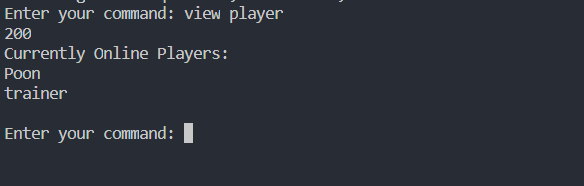 Enter your command: view player
200
Currently Online Players:
Poon
trainer
Enter your command: